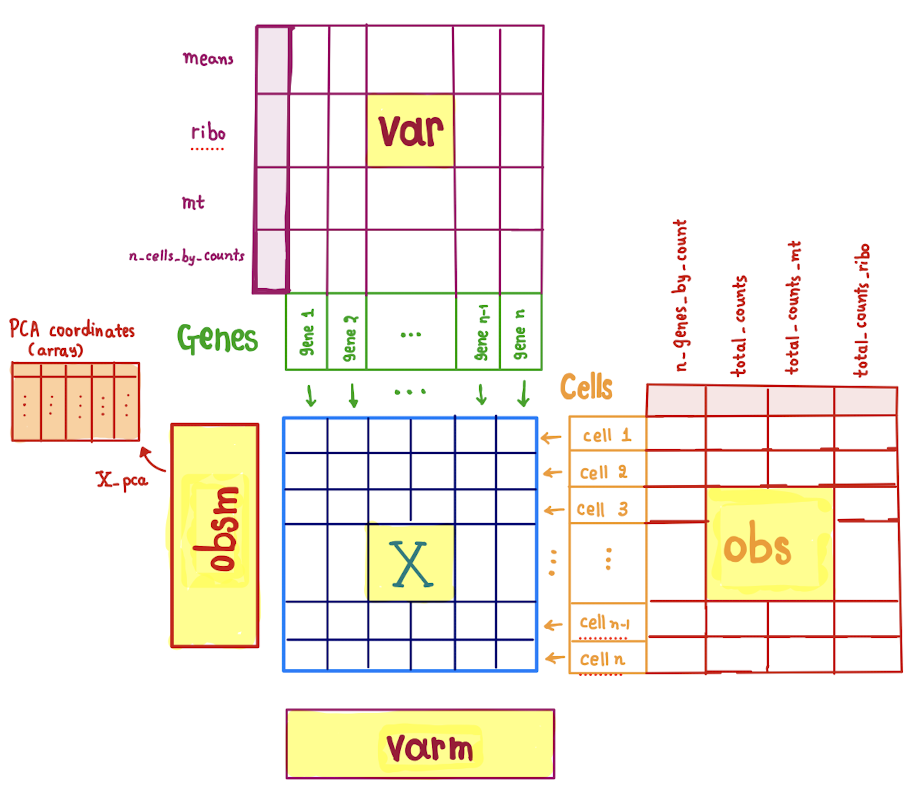 means
ribo
mt
n_cells_by_counts
var
Genes
gene 1
gene 2
...
gene n-1
gene n
...
PCA coordinates
(array)
X_pca
obsm
X
varm
Cells
cell 1
cell 2
cell 3
...
...
cell n-1
cell n
n_genes_by_count
total_counts
total_counts_mt
total_counts_ribo
obs